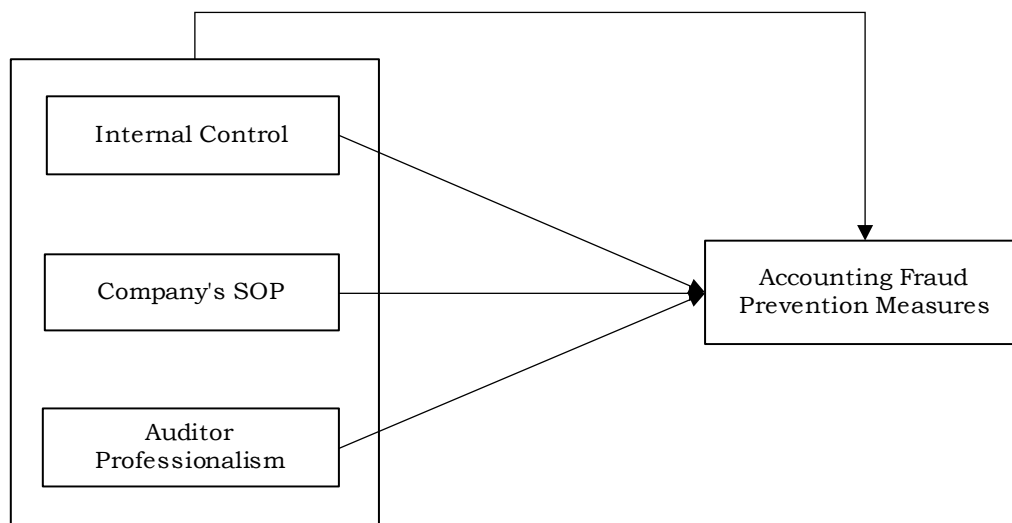 Internal Control
Company's SOP
Auditor
Professionalism
Accounting Fraud
Prevention Measures